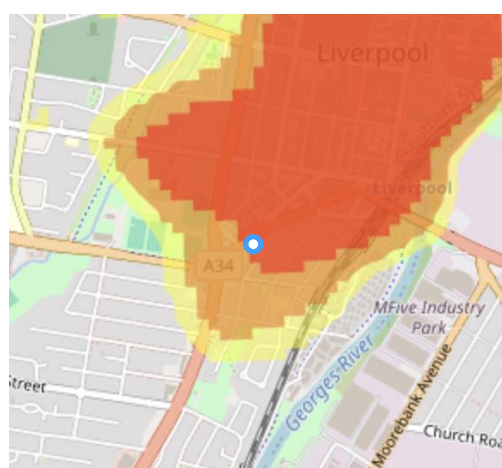 Liverpool
Liverpool
A34
MFive Industry
Park
Georges River
Moorebank Avenue
Street
Church Roa